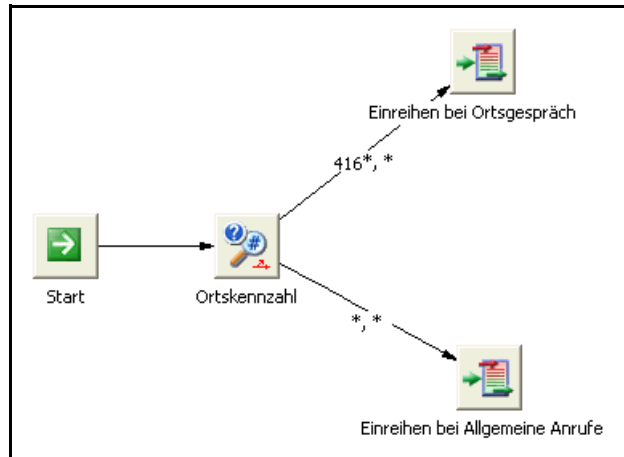 Einreihen bei Ortsgespräch
416*, *
Start
Ortskennzahl
*, *
Einreihen bei Allgemeine Anrufe